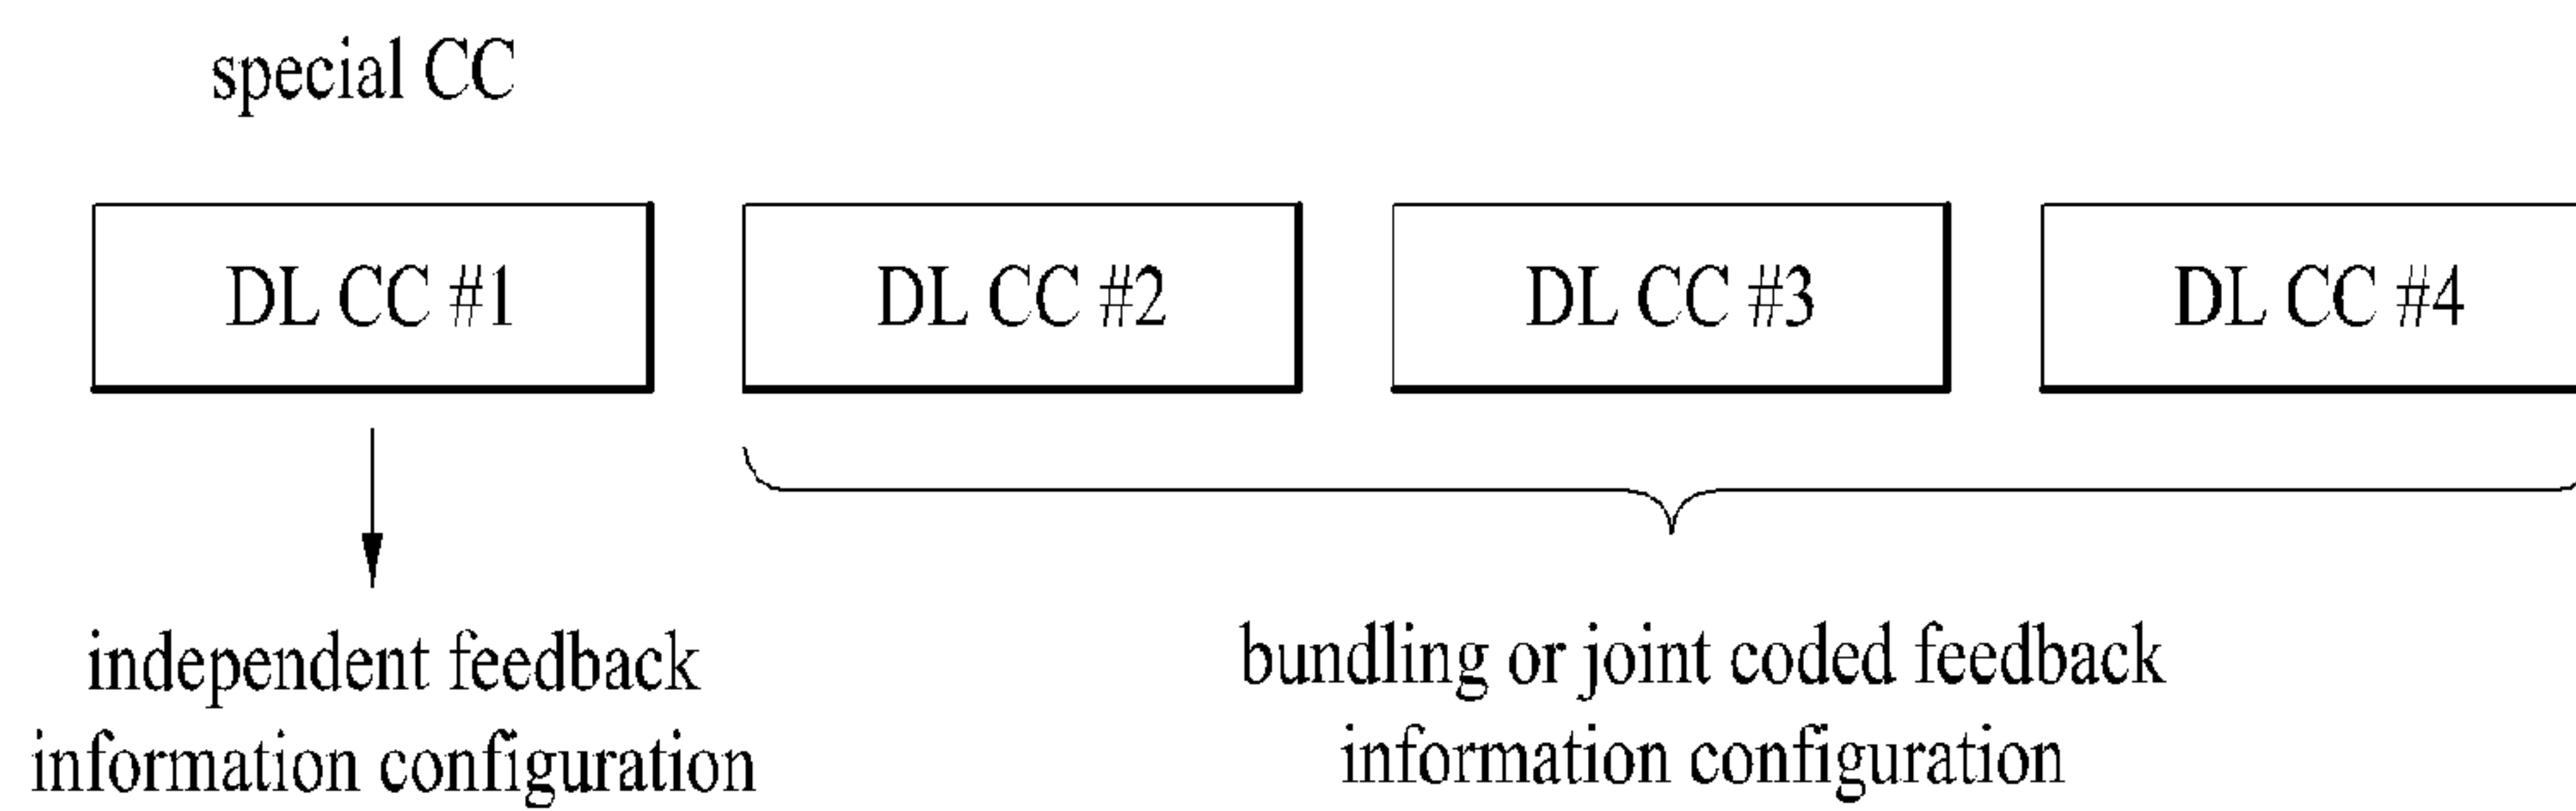 special CC
DL CC #1
DL CC #2
DL CC #3
DL CC #4
independent feedback
information configuration
bundling or joint coded feedback
information configuration